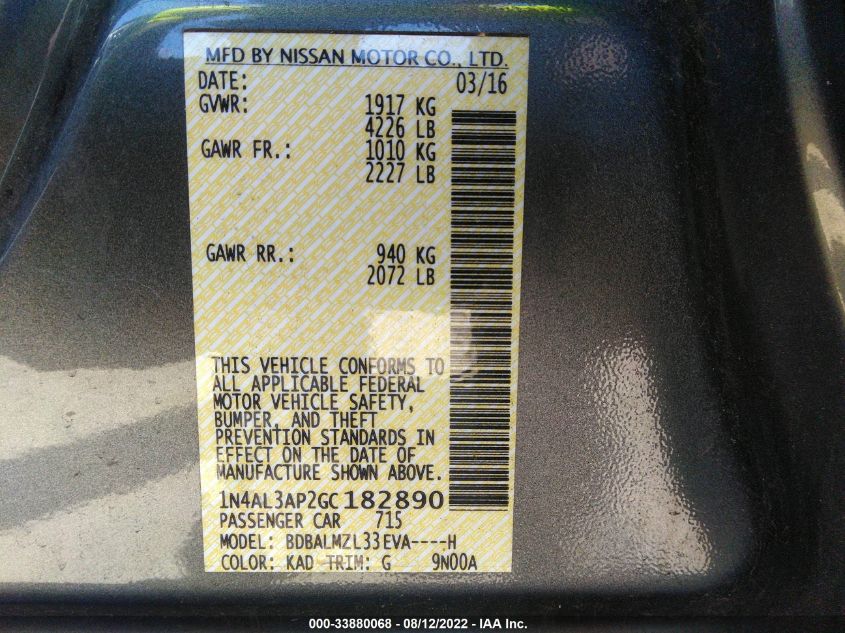 MFD BY NISSAN MOTOR CO., LTD.
DATE: 03/16
GVWR: 1917 KG
4226 LB
GAWR FR.: 1010 KG
2227 LB
GAWR RR.: 940 KG
2072 LB
THIS VEHICLE CONFORMS TO
ALL APPLICABLE FEDERAL
MOTOR VEHICLE SAFETY,
BUMPER, AND THEFT
PREVENTION STANDARDS IN
EFFECT ON THE DATE OF
MANUFACTURE SHOWN ABOVE.
1N4AL3AP2GC182890
PASSENGER CAR 715
MODEL: BDBALMZL33EVA----H
COLOR: KAD TRIM: G 9N00A
000-33880068 - 08/12/2022 - IAA Inc.